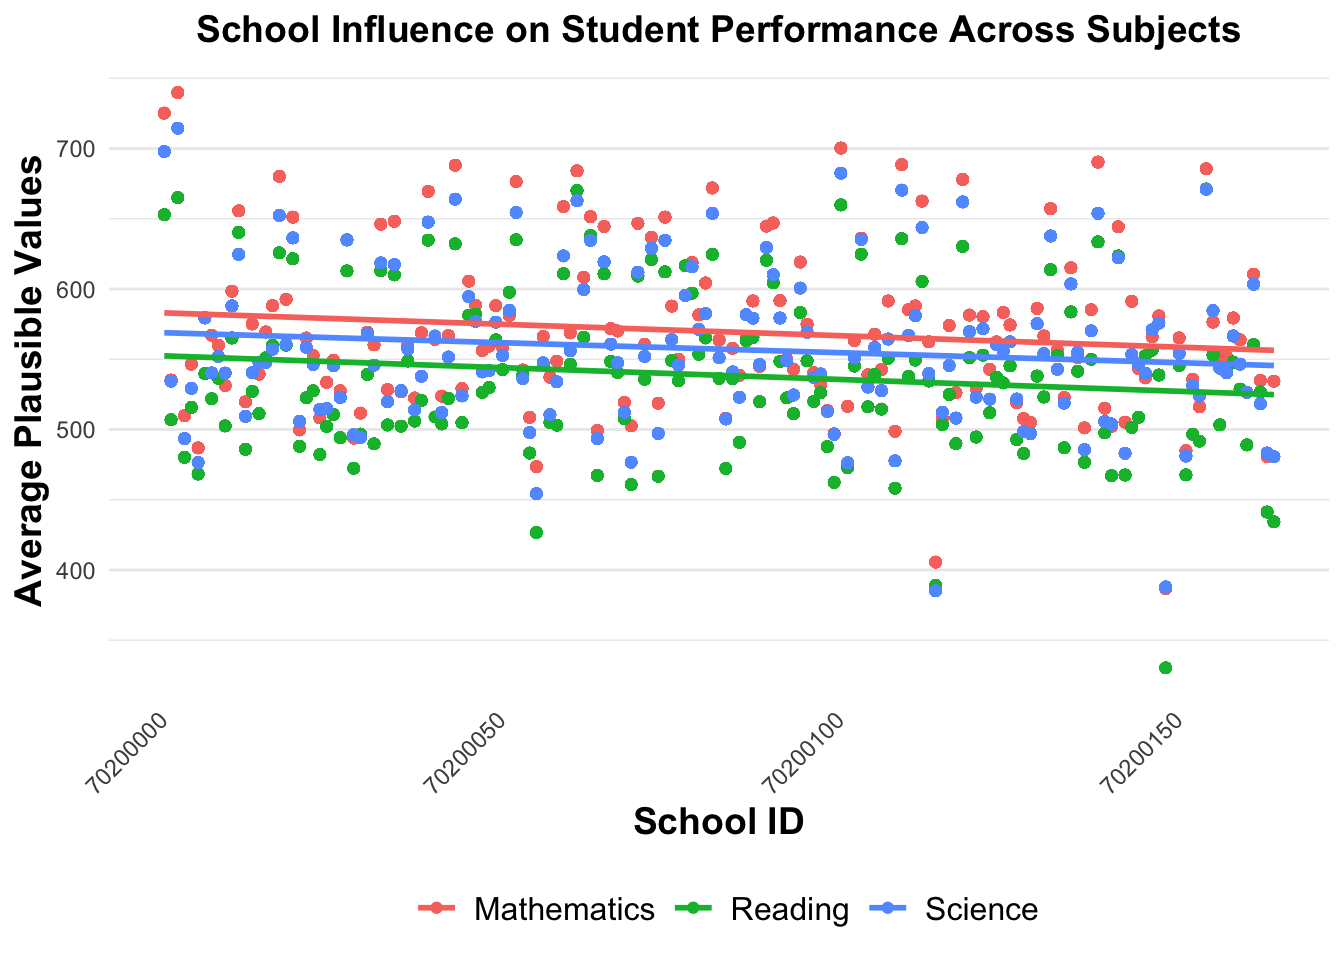 School Influence on Student Performance Across Subjects
Average Plausible Values
700
600
500
400
70200000
70200050
70200100
70200150
School ID
Mathematics
Reading
Science